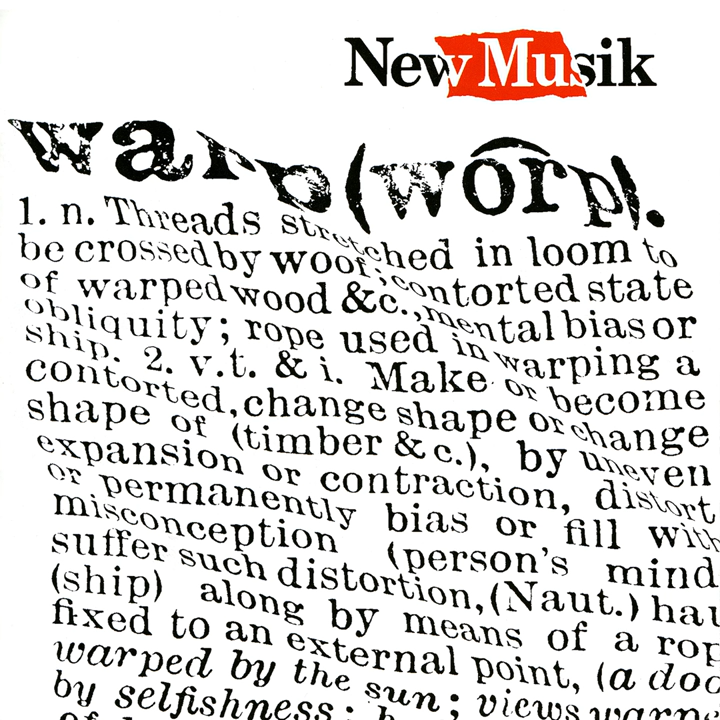 New Musik
warp (wôrp).
1. n. Threads stretched in loom to
be crossed by woof; contorted state
of warped wood &c., mental bias or
obliquity; rope used in warping a
ship. 2. v.t. & i. Make or become
contorted, change shape or change
shape of (timber &c.), by uneven
expansion or contraction, distort
or permanently bias or fill with
misconception (person's mind
suffer such distortion, (Naut.) hau
(ship) along by means of a rop
fixed to an external point, (a doc
warped by the sun; views warpe
by selfishness;